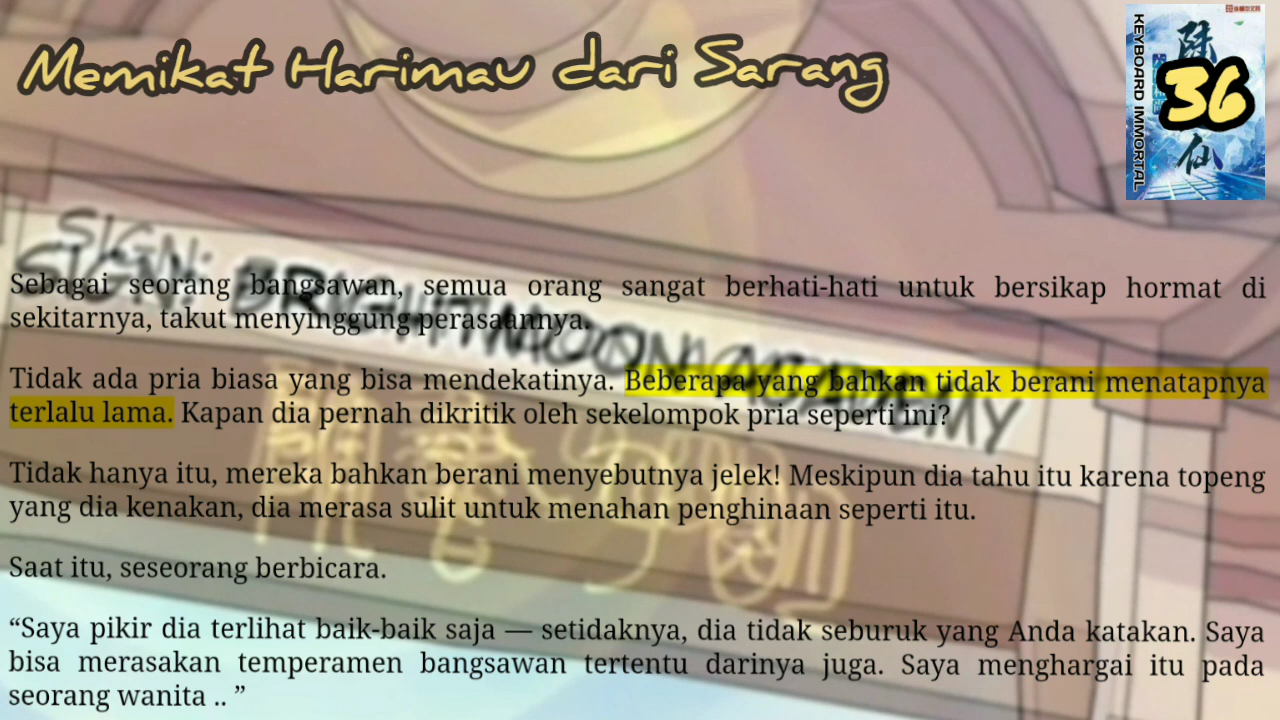 Memikat Harimau dari Sarang
KEYBOARD IMMORTAL
36
仙
SIGN: BRIGHT MOON ACADEMY
Sebagai seorang bangsawan, semua orang sangat berhati-hati untuk bersikap hormat di
sekitarnya, takut menyinggung perasaannya.
Tidak ada pria biasa yang bisa mendekatinya. Beberapa yang bahkan tidak berani menatapnya
terlalu lama. Kapan dia pernah dikritik oleh sekelompok pria seperti ini?
Tidak hanya itu, mereka bahkan berani menyebutnya jelek! Meskipun dia tahu itu karena topeng
yang dia kenakan, dia merasa sulit untuk menahan penghinaan seperti itu.
Saat itu, seseorang berbicara.
“Saya pikir dia terlihat baik-baik saja — setidaknya, dia tidak seburuk yang Anda katakan. Saya
bisa merasakan temperamen bangsawan tertentu darinya juga. Saya menghargai itu pada
seorang wanita .. ”